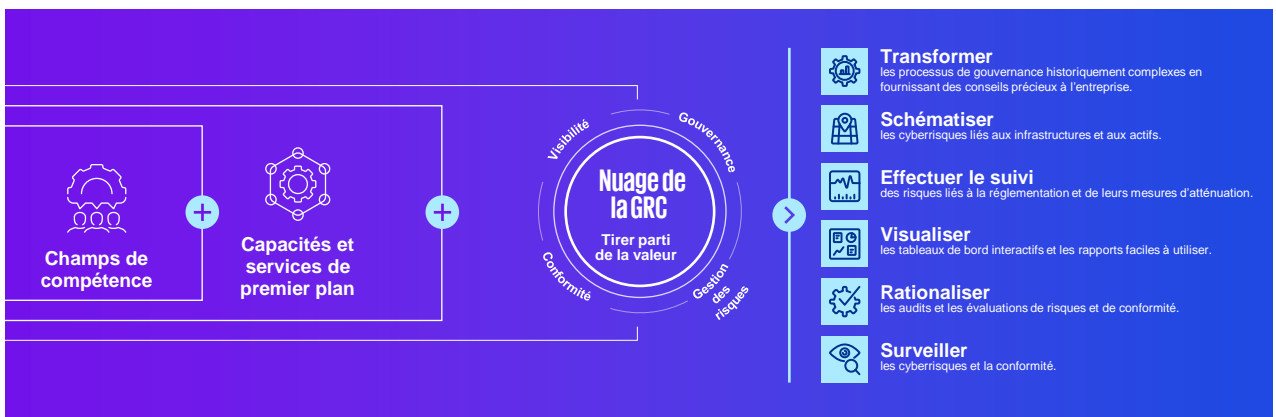 Champs de
compétence
Capacités et
services de
premier plan
Visibilité
Gouvernance
Nuage de
la GRC
Tirer parti
de la valeur
Conformité
Gestion
des
risques
Transformer
les processus de gouvernance historiquement complexes en
fournissant des conseils précieux à l'entreprise.
Schématiser
les cyberrisques liés aux infrastructures et aux actifs.
Effectuer le suivi
des risques liés à la réglementation et de leurs mesures d'atténuation.
Visualiser
les tableaux de bord interactifs et les rapports faciles à utiliser.
Rationaliser
les audits et les évaluations de risques et de conformité.
Surveiller
les cyberrisques et la conformité.